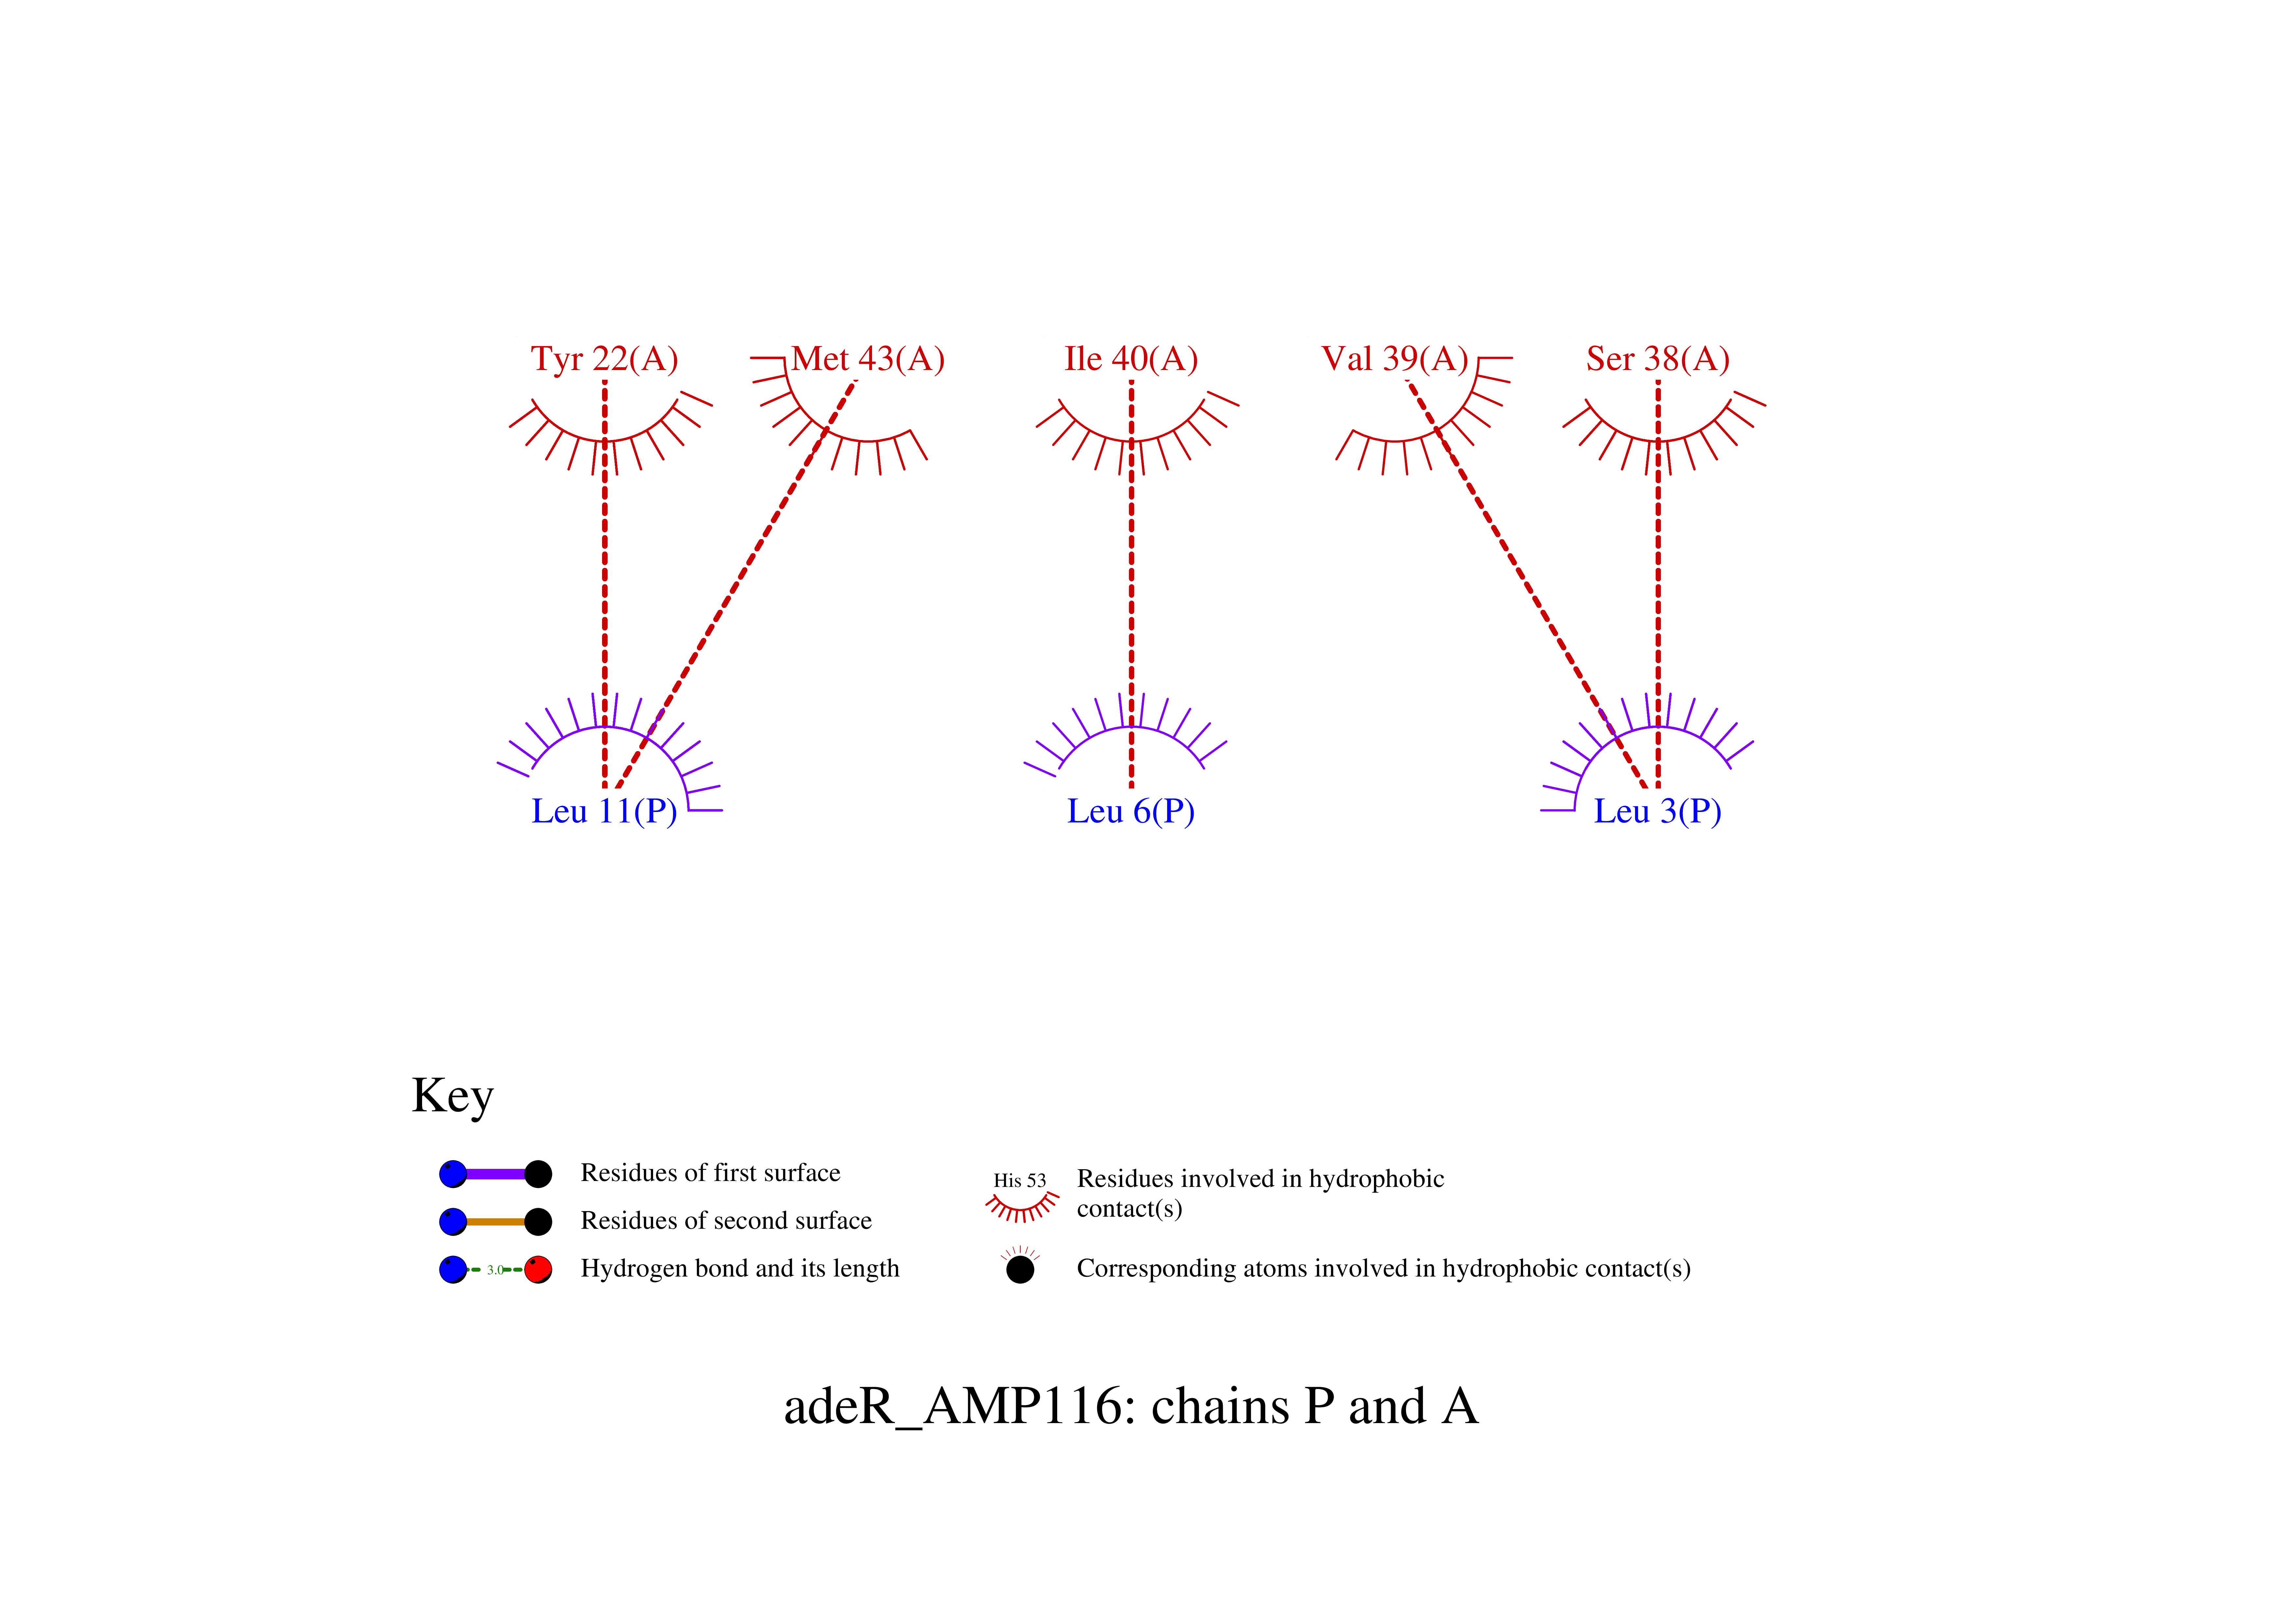 Tyr 22(A) Met 43(A) Ile 40(A) Val 39(A) Ser 38(A)
Leu 11(P) Leu 6(P) Leu 3(P)
Key
Residues of first surface
Residues of second surface
3.0 Hydrogen bond and its length
His 53 Residues involved in hydrophobic
contact(s)
Corresponding atoms involved in hydrophobic contact(s)
adeR_AMP116: chains P and A